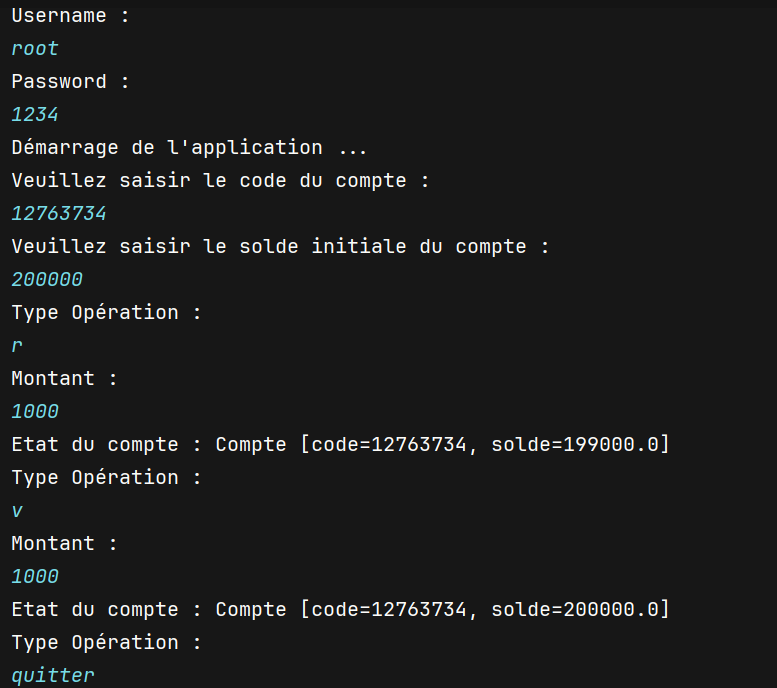 Username :
root
Password :
1234
Démarrage de l'application ...
Veuillez saisir le code du compte :
12763734
Veuillez saisir le solde initiale du compte :
200000
Type Opération :
r
Montant :
1000
Etat du compte : Compte [code=12763734, solde=199000.0]
Type Opération :
v
Montant :
1000
Etat du compte : Compte [code=12763734, solde=200000.0]
Type Opération :
quitter